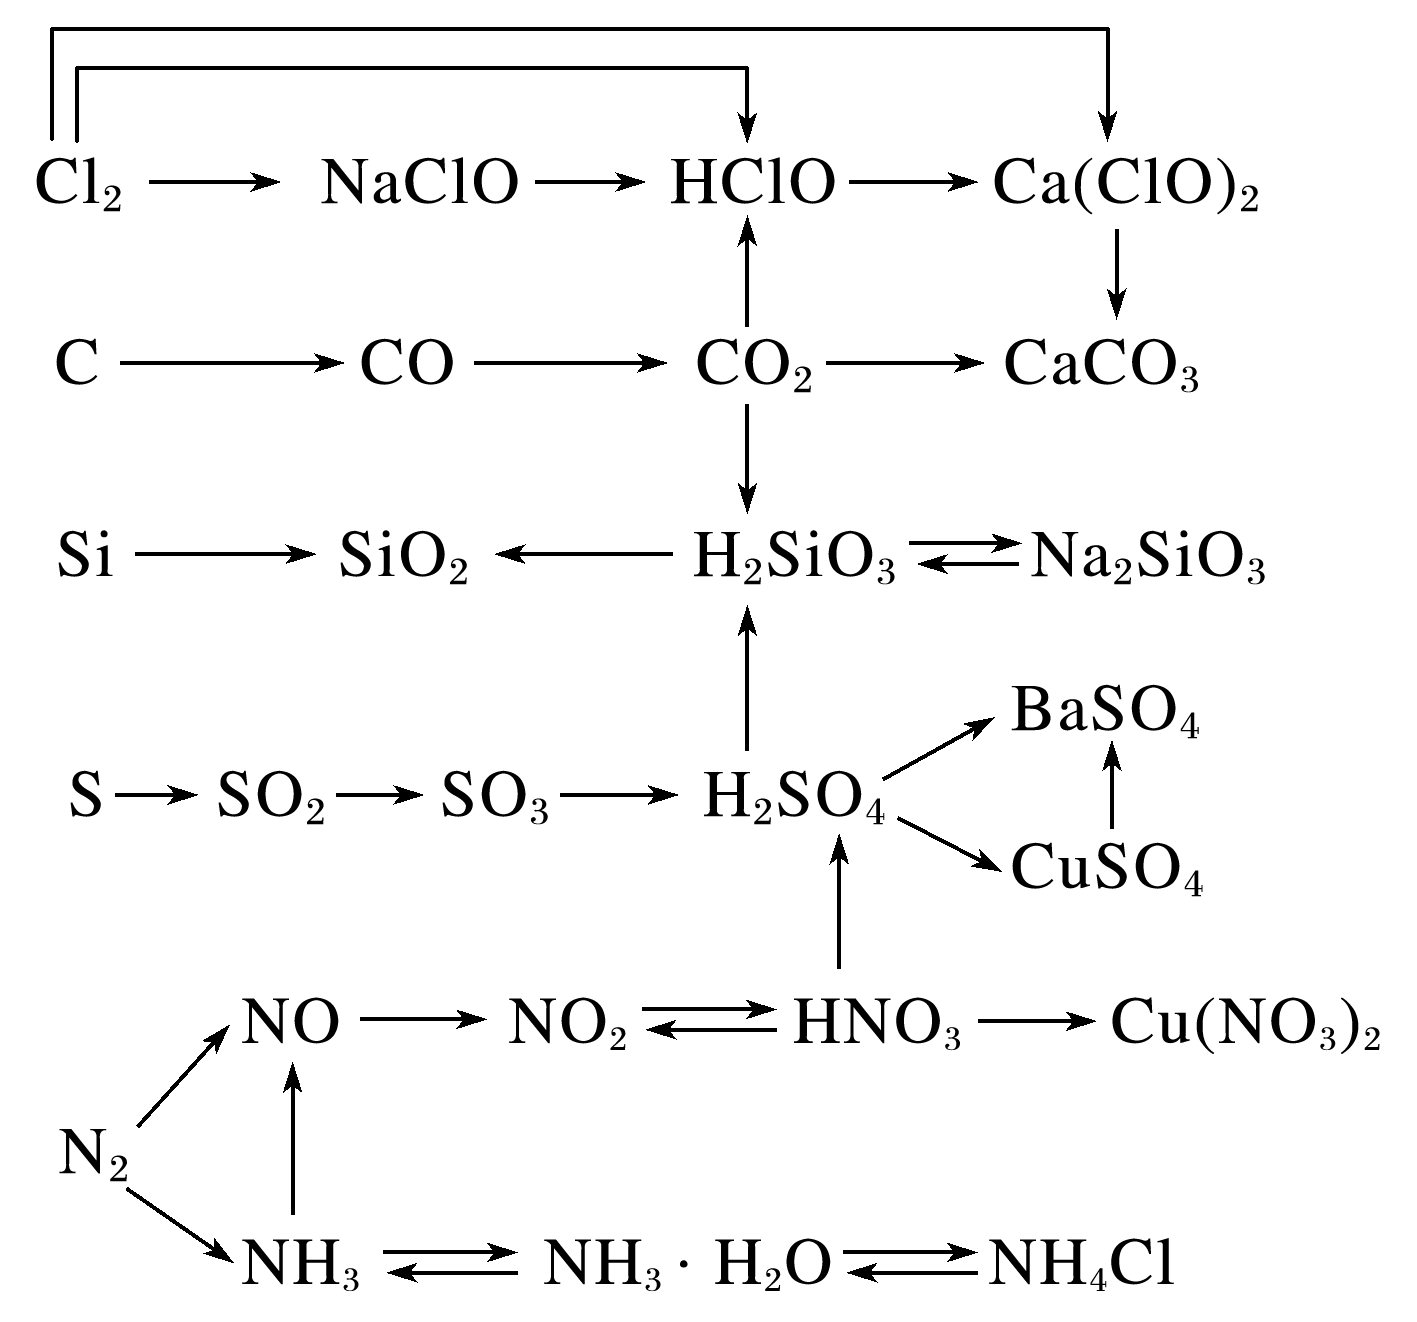 Cl₂ → NaClO → HClO → Ca(ClO)₂
C → CO → CO₂ → CaCO₃
Si → SiO₂ ← H₂SiO₃ ⇌ Na₂SiO₃
BaSO₄
S → SO₂ → SO₃ → H₂SO₄
CuSO₄
NO → NO₂ ⇌ HNO₃ → Cu(NO₃)₂
N₂
NH₃ ⇌ NH₃·H₂O ⇌ NH₄Cl